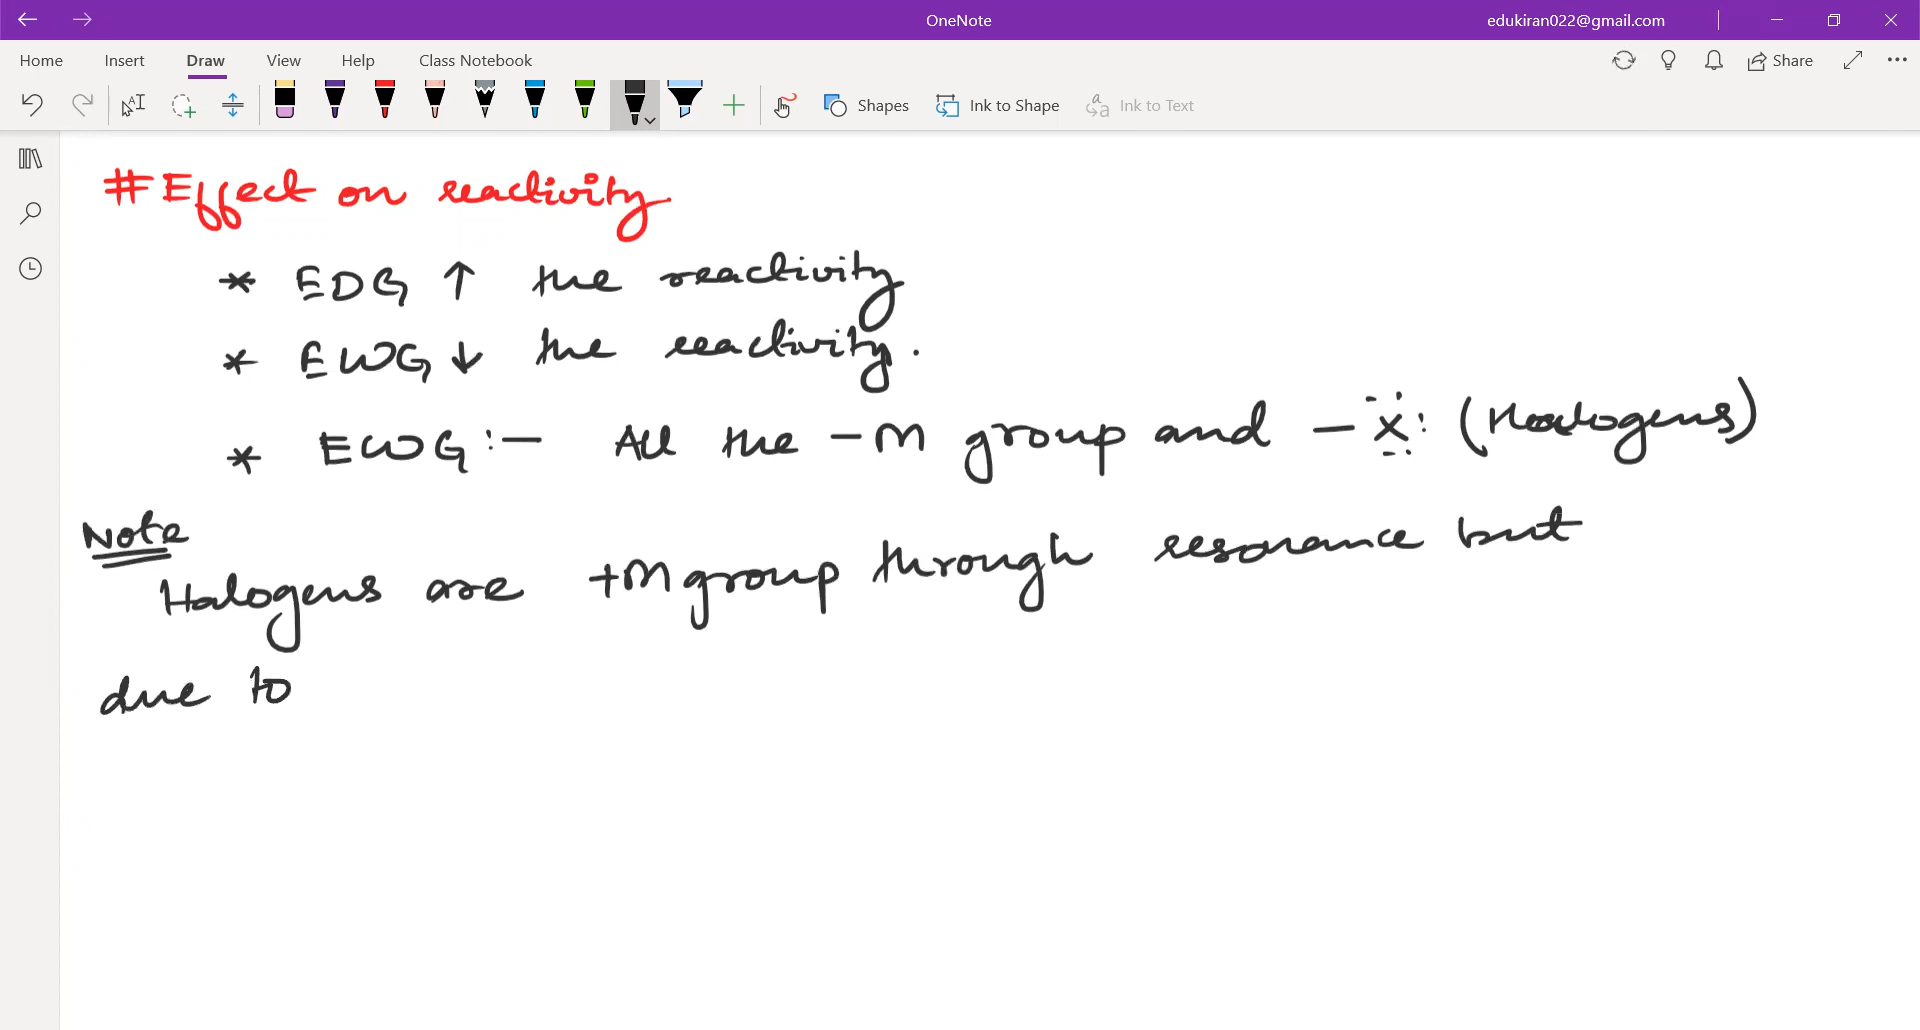 OneNote
edukiran022@gmail.com
Home Insert Draw View Help Class Notebook Share
Shapes Ink to Shape Ink to Text
#Effect on reactivity
* EDG ↑ the reactivity
* EWG ↓ the reactivity.
* EWG :- All the -M group and -X: (Halogens)
Note
Halogens are +M group through resonance but
due to